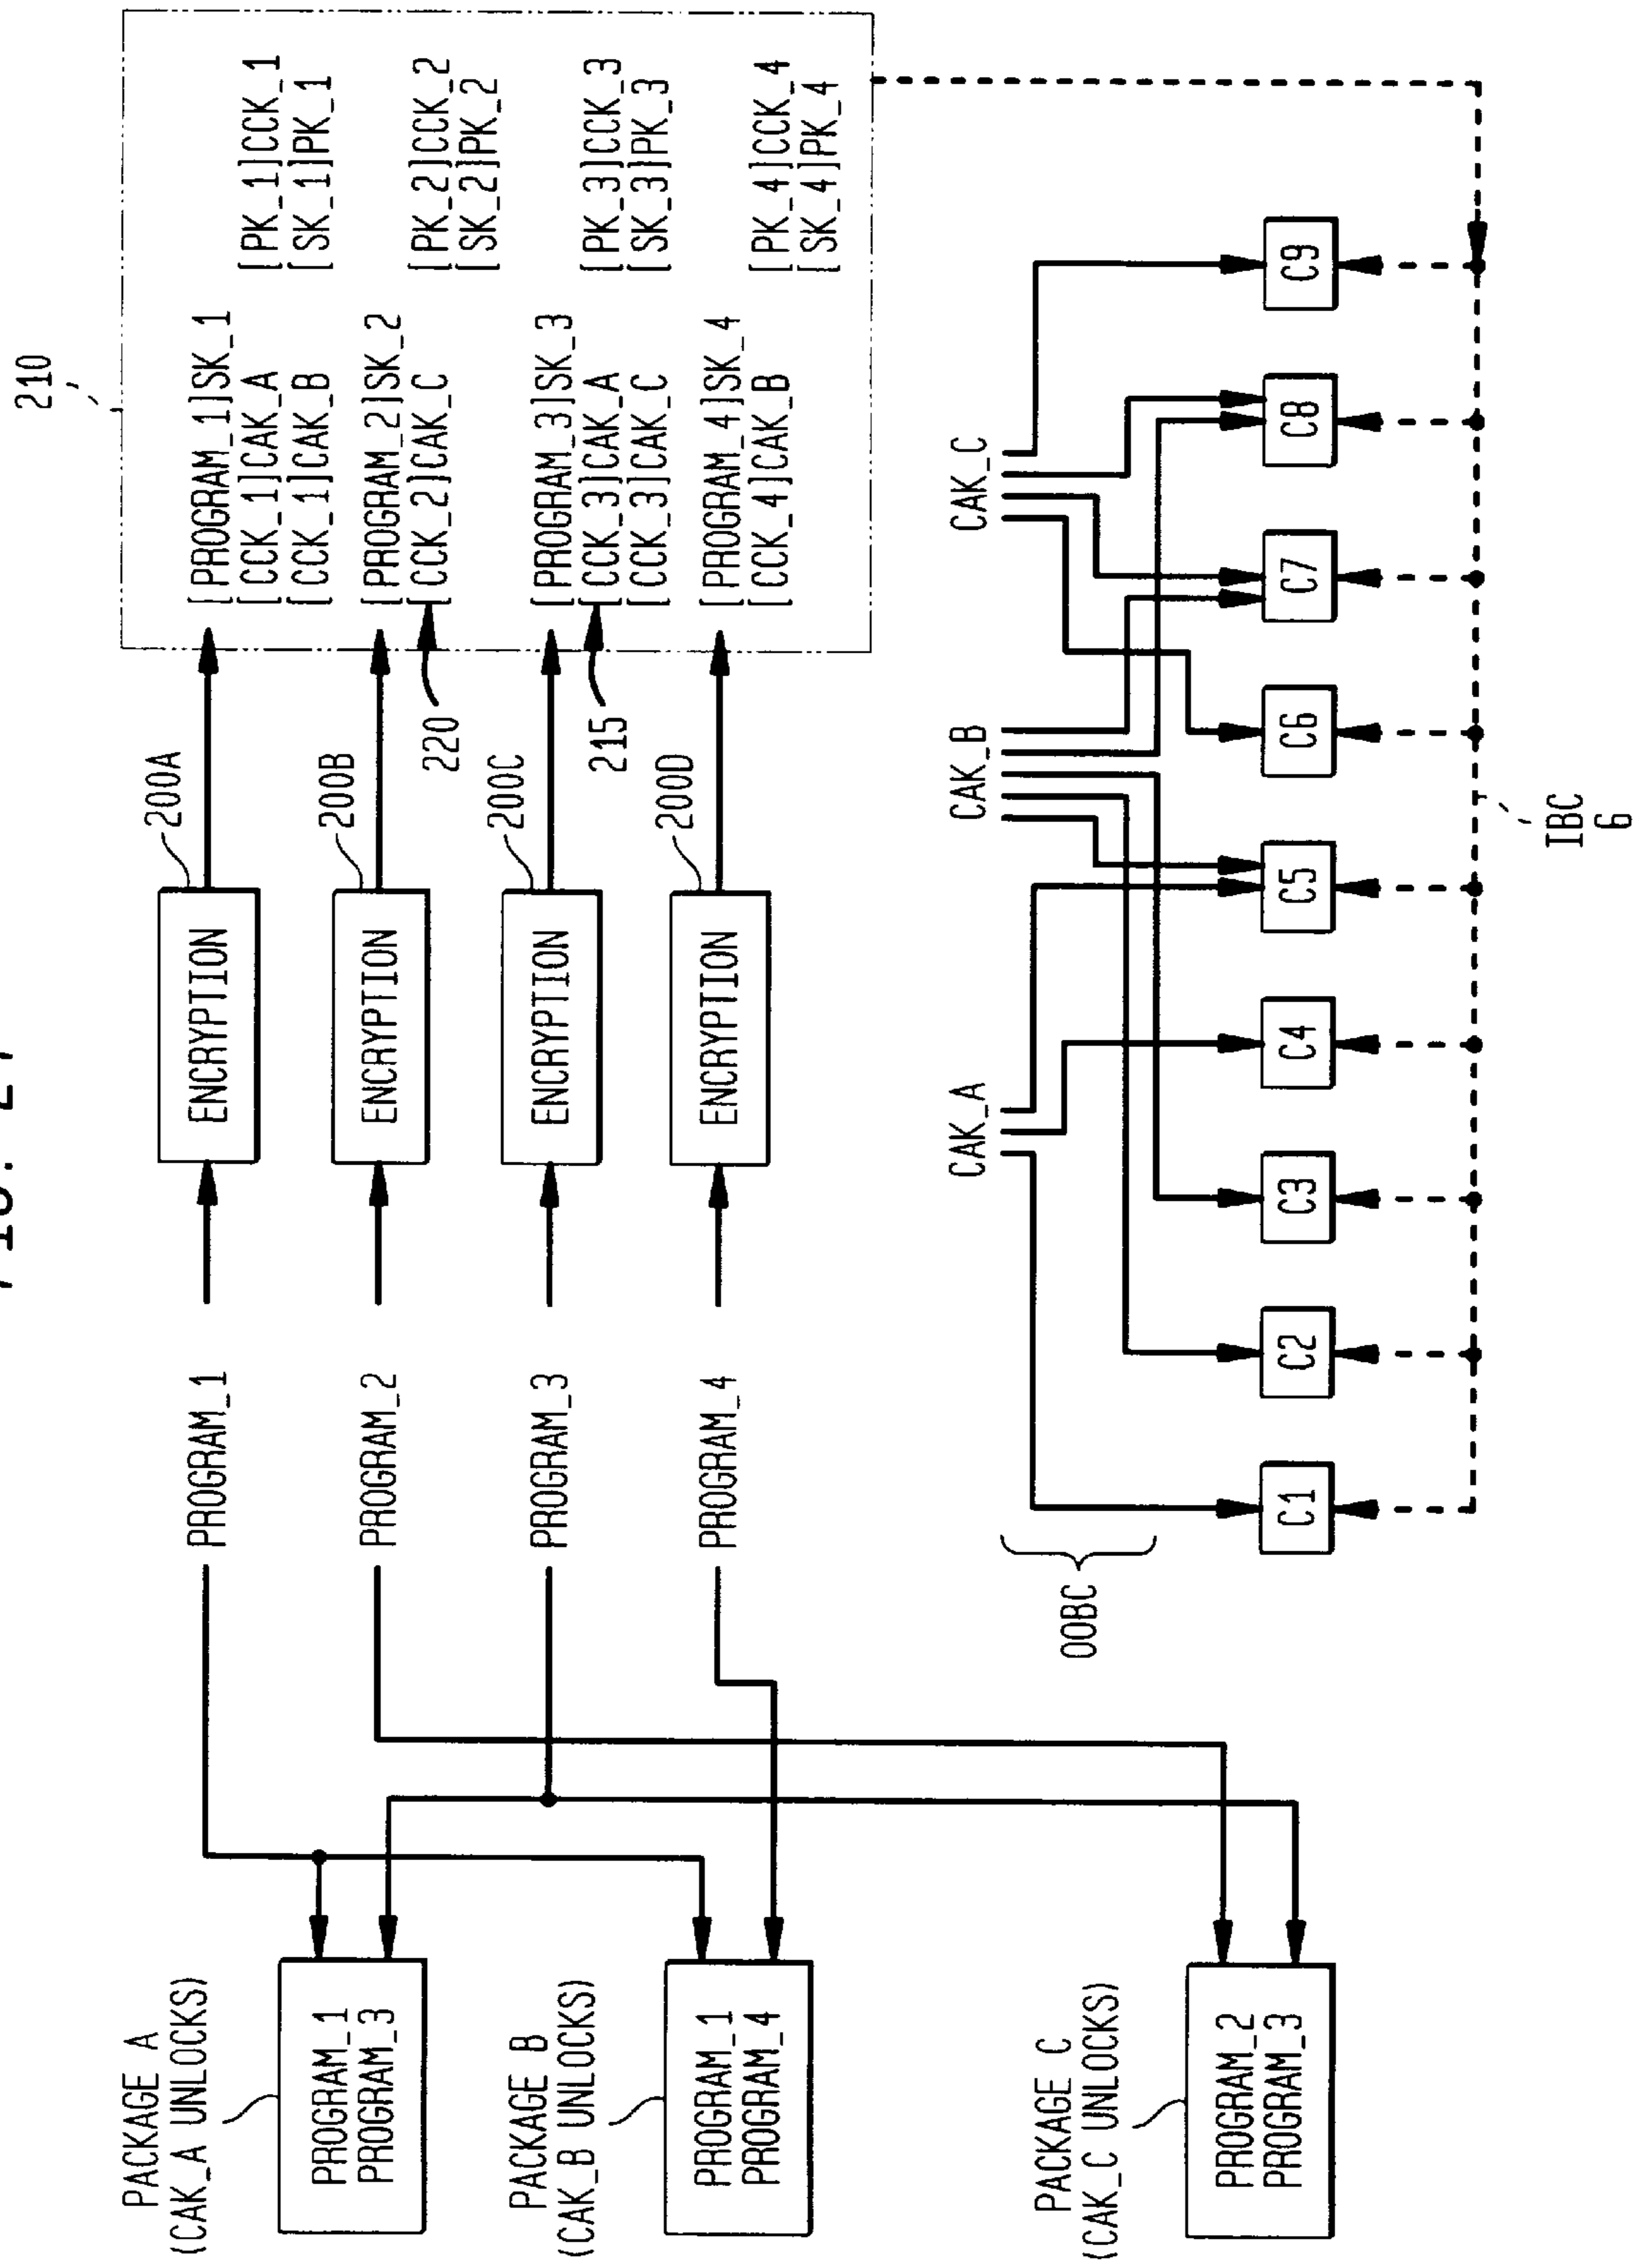 PACKAGE A
(CAK_A UNLOCKS)
PROGRAM_1
PROGRAM_3
PACKAGE B
(CAK_B UNLOCKS)
PROGRAM_1
PROGRAM_4
PACKAGE C
(CAK_C UNLOCKS)
PROGRAM_2
PROGRAM_3
PROGRAM_1
PROGRAM_2
PROGRAM_3
PROGRAM_4
ENCRYPTION
200A
ENCRYPTION
200B
ENCRYPTION
200C
ENCRYPTION
200D
220
215
210
[PROGRAM_1]SK_1
[CCK_1]CAK_A
[CCK_1]CAK_B
[PK_1]CCK_1
[SK_1]PK_1
[PROGRAM_2]SK_2
[CCK_2]CAK_C
[PK_2]CCK_2
[SK_2]PK_2
[PROGRAM_3]SK_3
[CCK_3]CAK_A
[CCK_3]CAK_C
[PK_3]CCK_3
[SK_3]PK_3
[PROGRAM_4]SK_4
[CCK_4]CAK_B
[PK_4]CCK_4
[SK_4]PK_4
OOBC
CAK_A
CAK_B
CAK_C
C1
C2
C3
C4
C5
C6
C7
C8
C9
IBC
6